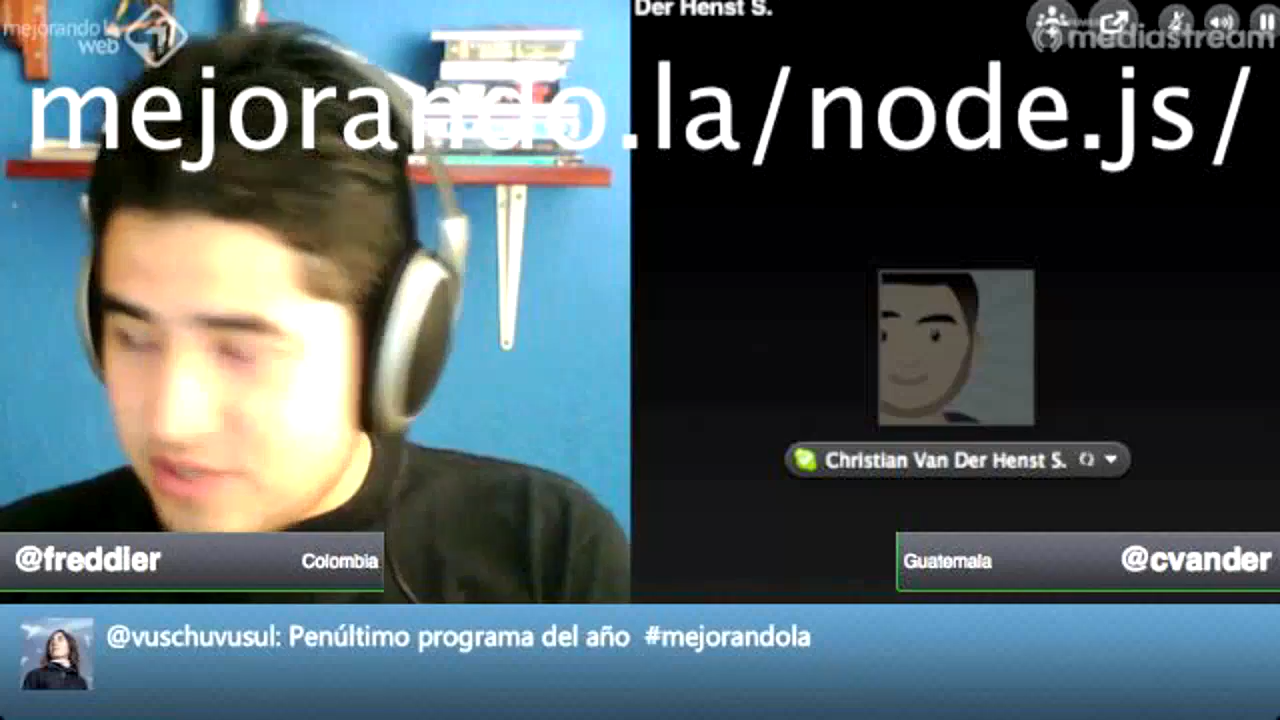 Der Henst S.
mejorando la
web
mediastream
mejorando.la/node.js/
Christian Van Der Henst S.
@freddier Colombia
Guatemala @cvander
@vuschuvusul: Penúltimo programa del año #mejorandola